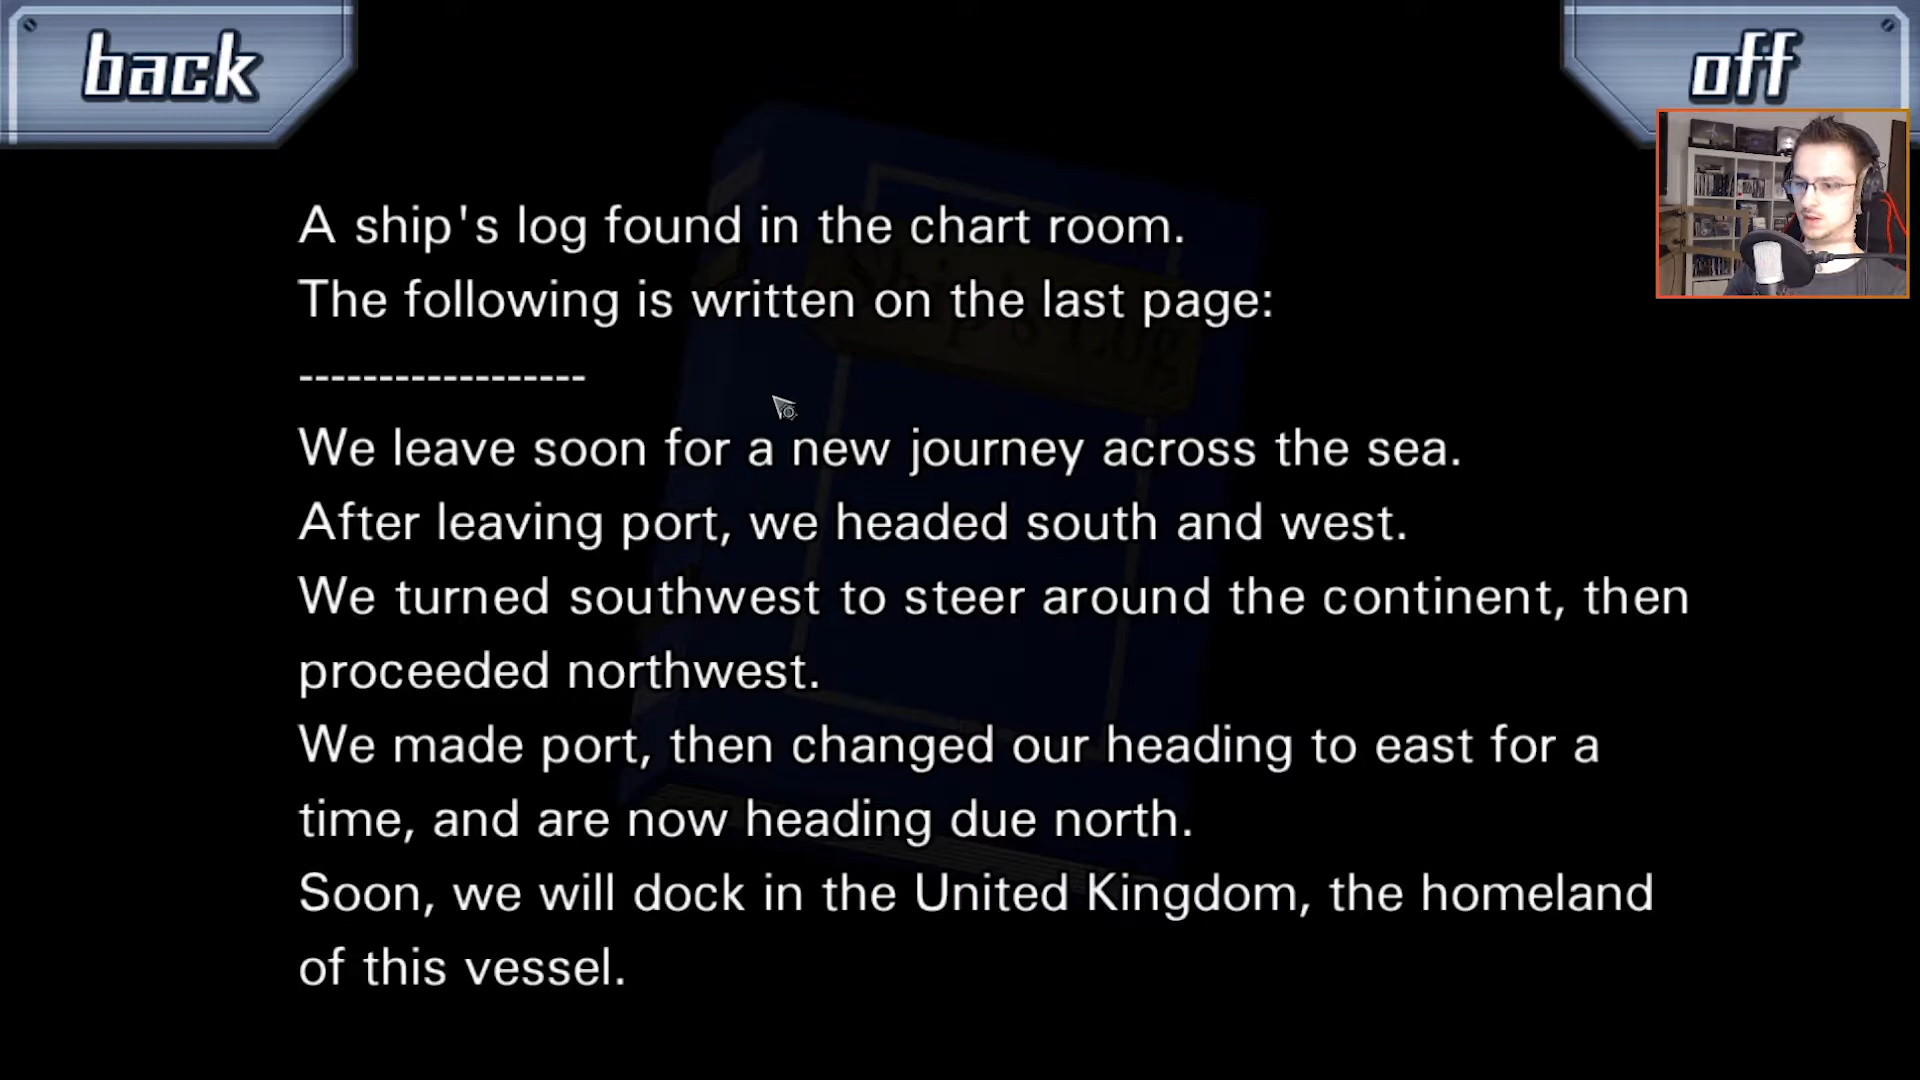 back
off
A ship's log found in the chart room.
The following is written on the last page:
------------------
We leave soon for a new journey across the sea.
After leaving port, we headed south and west.
We turned southwest to steer around the continent, then
proceeded northwest.
We made port, then changed our heading to east for a
time, and are now heading due north.
Soon, we will dock in the United Kingdom, the homeland
of this vessel.
Ship's Log